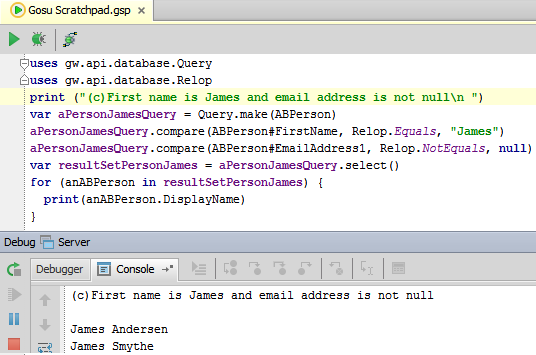 Gosu Scratchpad.gsp
uses gw.api.database.Query
uses gw.api.database.Relop
print ("(c)First name is James and email address is not null\n ")
var aPersonJamesQuery = Query.make(ABPerson)
aPersonJamesQuery.compare(ABPerson#FirstName, Relop.Equals, "James")
aPersonJamesQuery.compare(ABPerson#EmailAddress1, Relop.NotEquals, null)
var resultSetPersonJames = aPersonJamesQuery.select()
for (anABPerson in resultSetPersonJames) {
  print(anABPerson.DisplayName)
}
Debug Server
Debugger Console
(c)First name is James and email address is not null
James Andersen
James Smythe